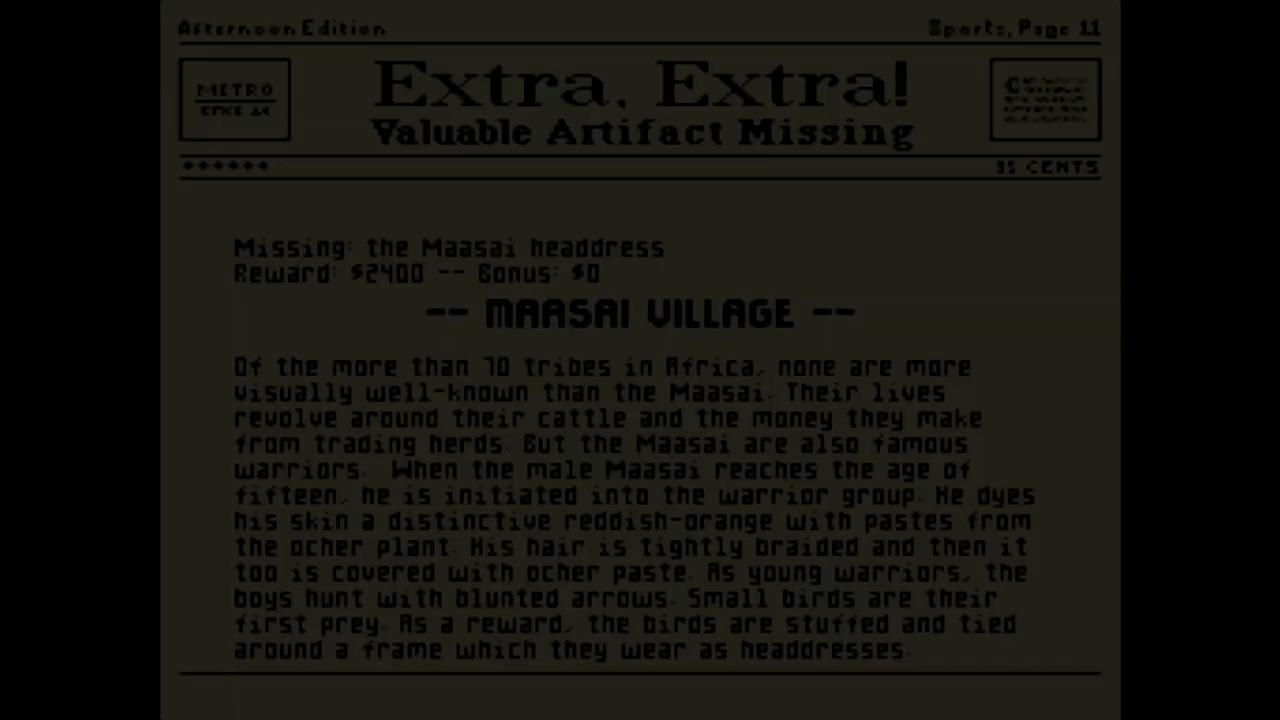 Afternoon Edition
Sports, Page 11
METRO
Extra, Extra!
Valuable Artifact Missing
35 CENTS
Missing: the Maasai headdress
Reward: $2400 -- Bonus: $0
-- MAASAI VILLAGE --
Of the more than 70 tribes in Africa, none are more
visually well-known than the Maasai. Their lives
revolve around their cattle and the money they make
from trading herds. But the Maasai are also famous
warriors. When the male Maasai reaches the age of
fifteen, he is initiated into the warrior group. He dyes
his skin a distinctive reddish-orange with pastes from
the ocher plant. His hair is tightly braided and then it
too is covered with ocher paste. As young warriors, the
boys hunt with blunted arrows. Small birds are their
first prey. As a reward, the birds are stuffed and tied
around a frame which they wear as headdresses.